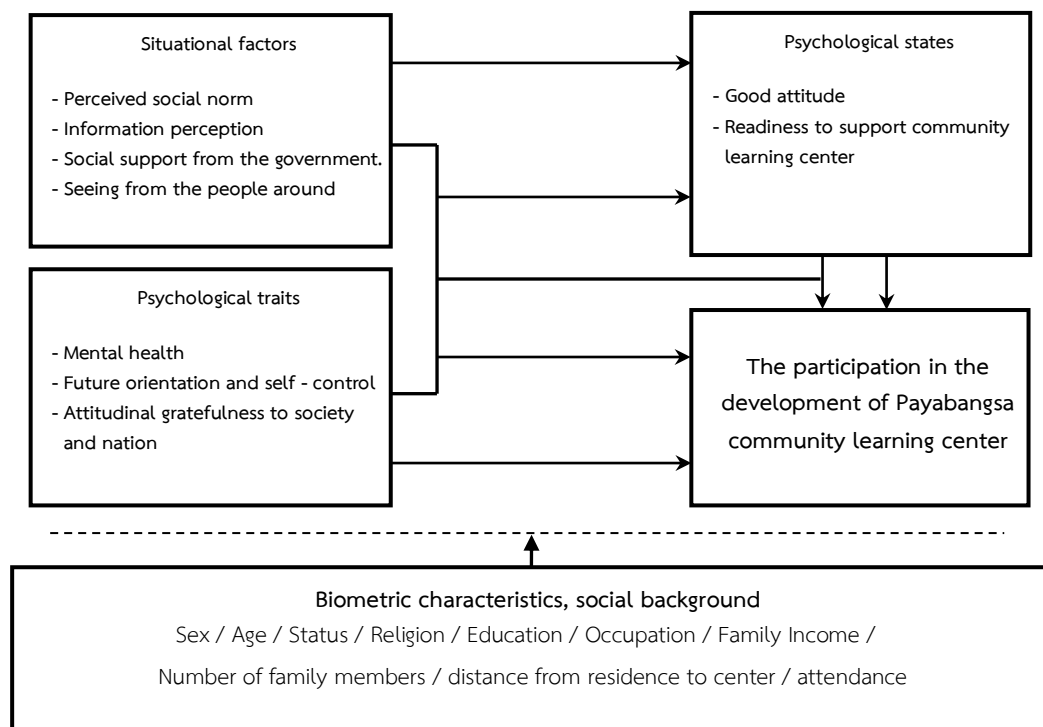 Situational factors
- Perceived social norm
- Information perception
- Social support from the government.
- Seeing from the people around
Psychological states
- Good attitude
- Readiness to support community
learning center
Psychological traits
- Mental health
- Future orientation and self - control
- Attitudinal gratefulness to society
and nation
The participation in the
development of Payabangsa
community learning center
Biometric characteristics, social background
Sex / Age / Status / Religion / Education / Occupation / Family Income /
Number of family members / distance from residence to center / attendance